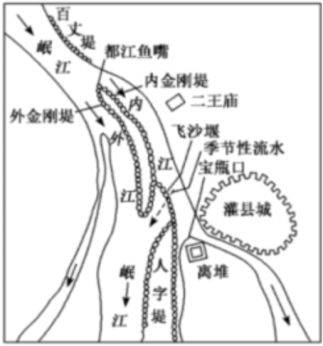 百丈堤
岷江
都江鱼嘴
内金刚堤
二王庙
外金刚堤
内江
外江
飞沙堰
季节性流水
宝瓶口
灌县城
离堆
人字堤
岷江